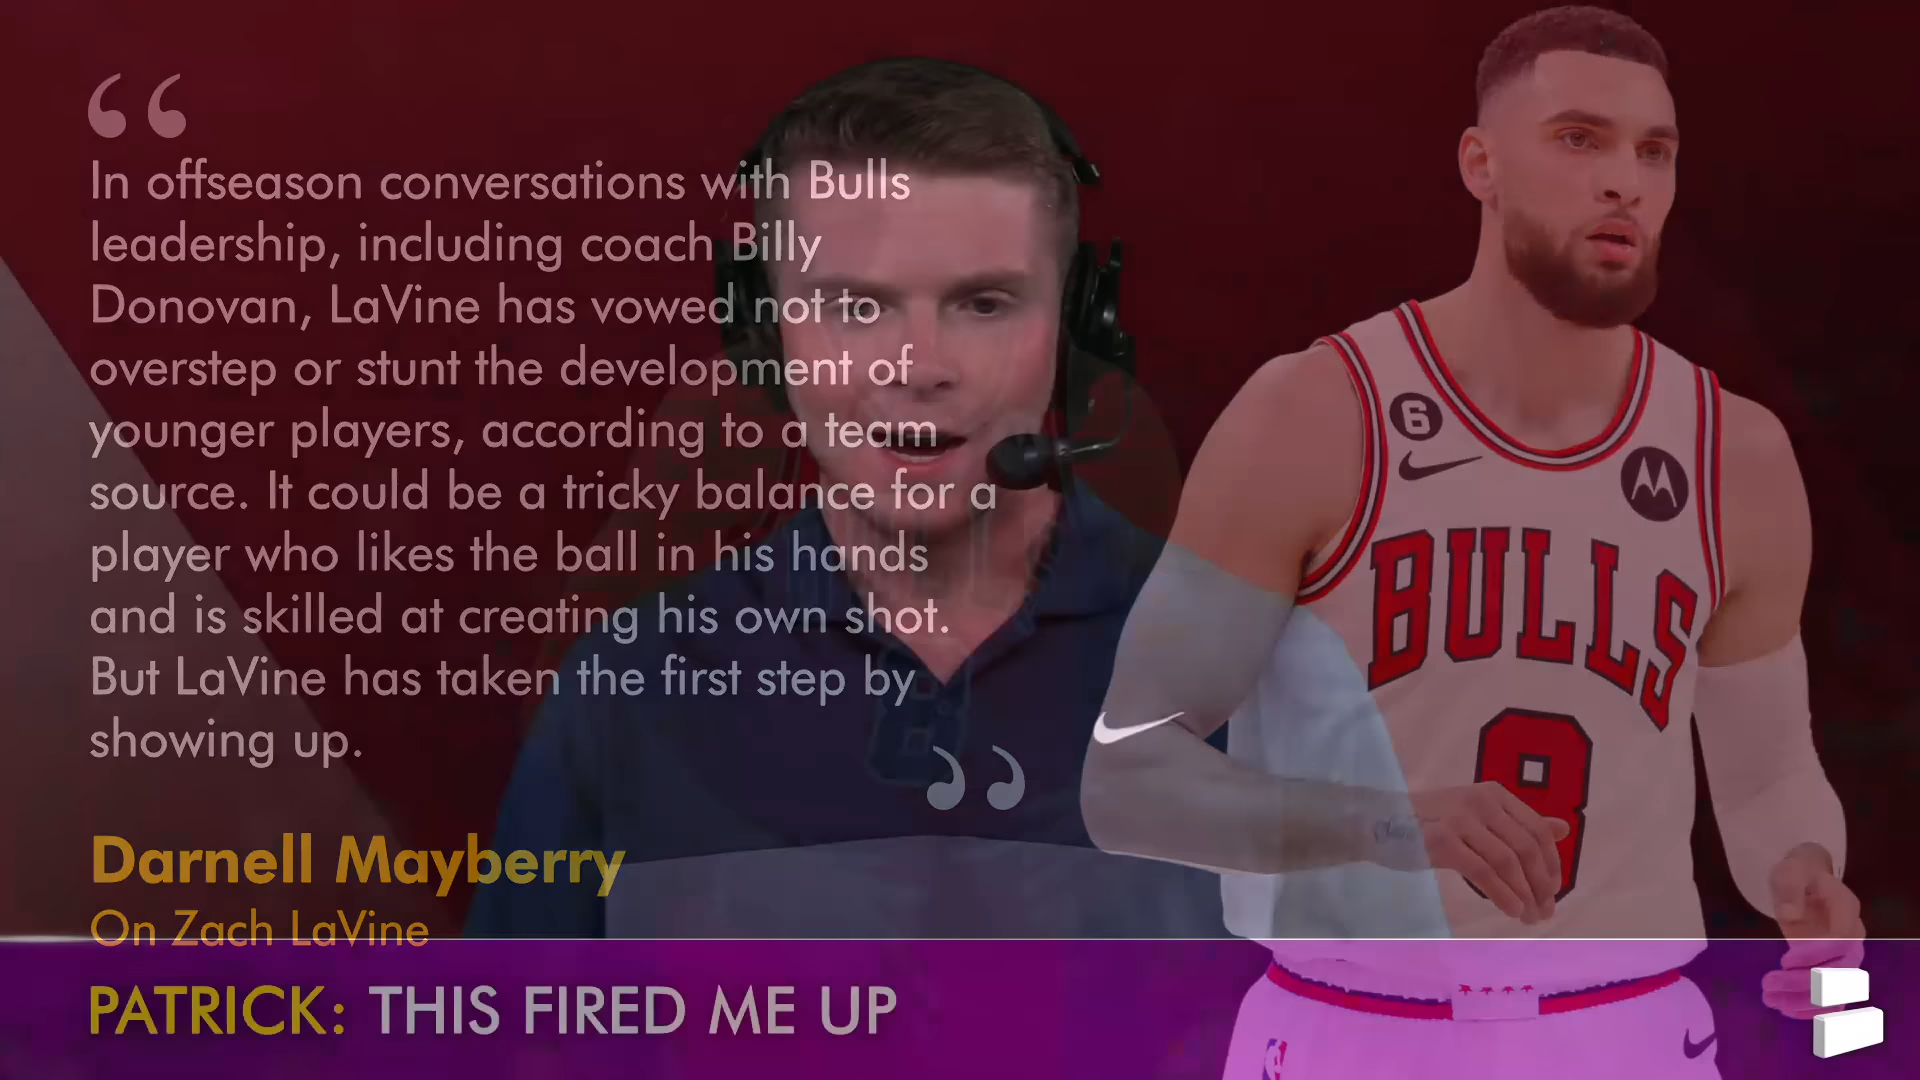 “
In offseason conversations with Bulls
leadership, including coach Billy
Donovan, LaVine has vowed not to
overstep or stunt the development of
younger players, according to a team
source. It could be a tricky balance for a
player who likes the ball in his hands
and is skilled at creating his own shot.
But LaVine has taken the first step by
showing up.
”
Darnell Mayberry
On Zach LaVine
PATRICK: THIS FIRED ME UP
6
BULLS
8